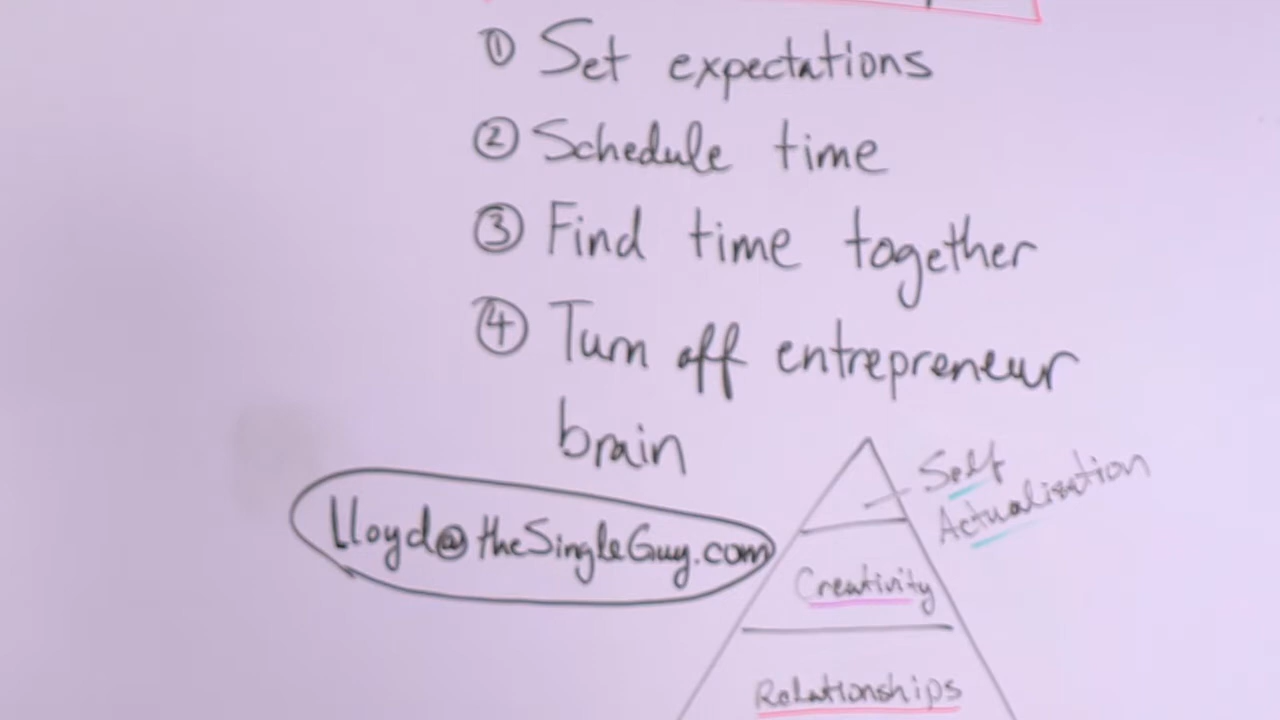 ① Set expectations
② Schedule time
③ Find time together
④ Turn off entrepreneur
brain
Lloyd@theSingleGuy.com
Self
Actualisation
Creativity
Relationships